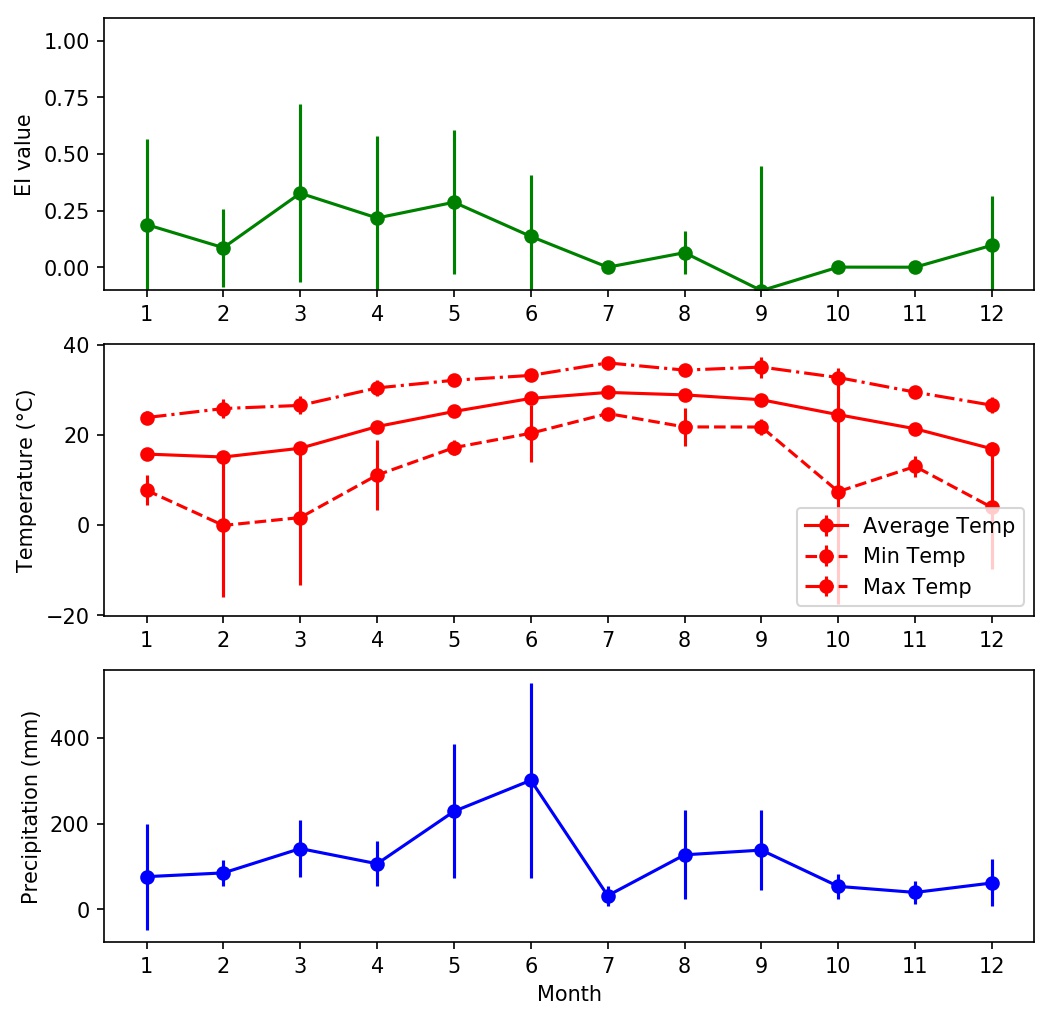 EI value
1.00
0.75
0.50
0.25
0.00
1 2 3 4 5 6 7 8 9 10 11 12
Temperature (°C)
40
20
0
−20
Average Temp
Min Temp
Max Temp
1 2 3 4 5 6 7 8 9 10 11 12
Precipitation (mm)
400
200
0
1 2 3 4 5 6 7 8 9 10 11 12
Month